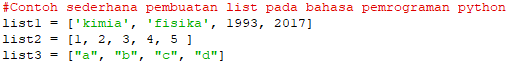 #Contoh sederhana pembuatan list pada bahasa pemrograman python
list1 = ['kimia', 'fisika', 1993, 2017]
list2 = [1, 2, 3, 4, 5 ]
list3 = ["a", "b", "c", "d"]